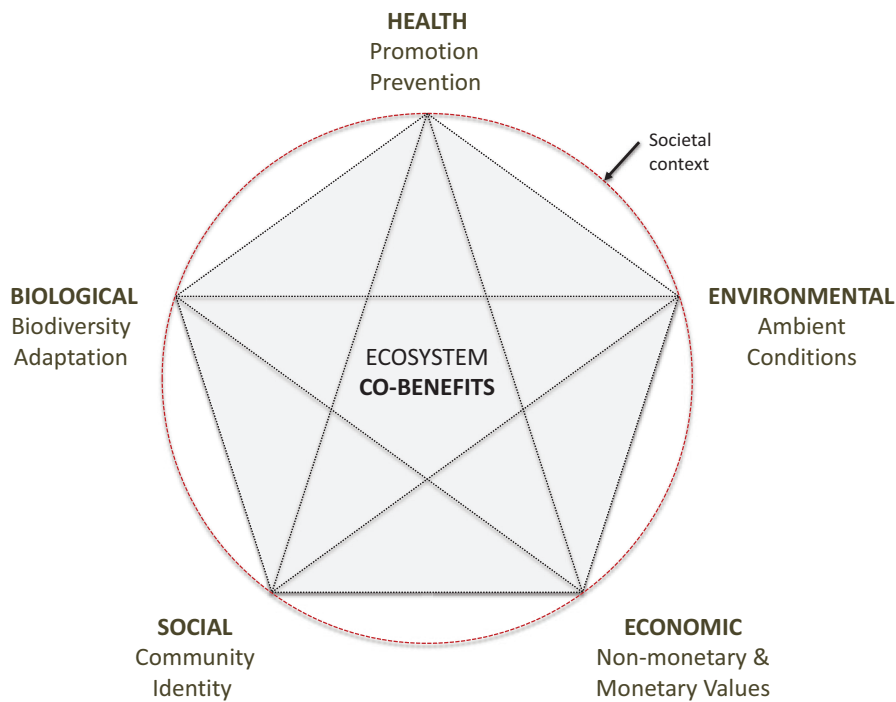 HEALTH
Promotion
Prevention
Societal
context
BIOLOGICAL
Biodiversity
Adaptation
ENVIRONMENTAL
Ambient
Conditions
ECOSYSTEM
CO-BENEFITS
SOCIAL
Community
Identity
ECONOMIC
Non-monetary &
Monetary Values